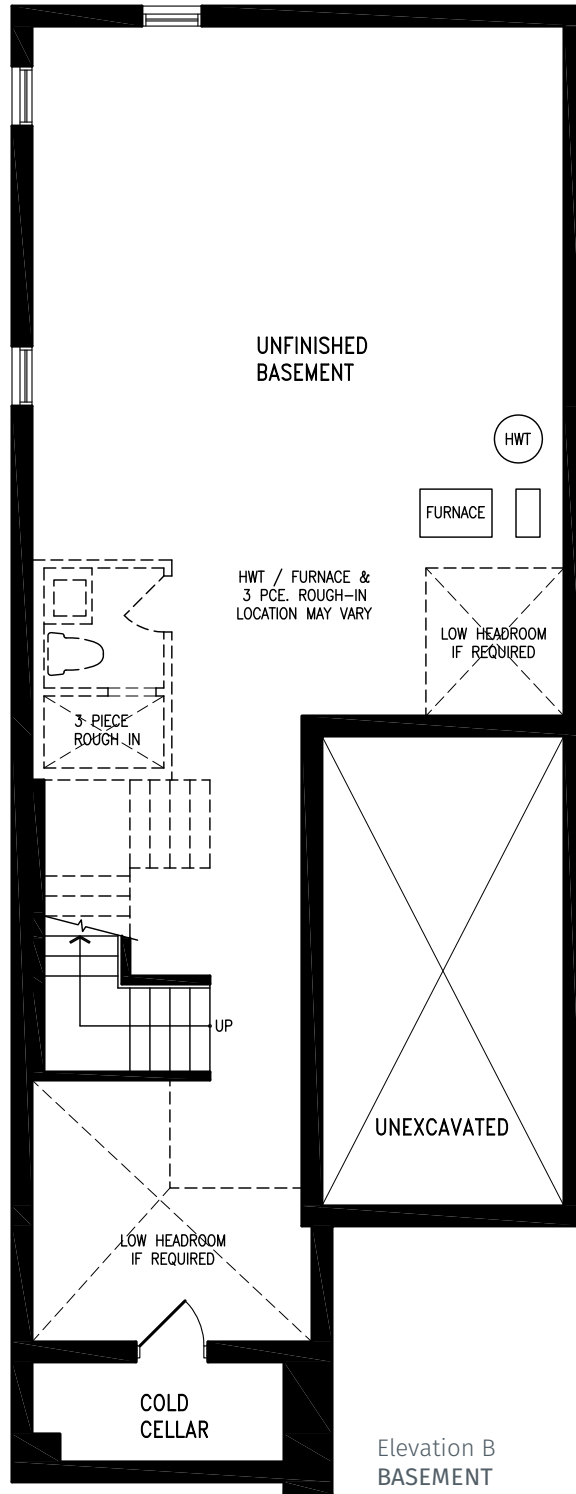 UNFINISHED
BASEMENT
HWT
FURNACE
HWT / FURNACE &
3 PCE. ROUGH-IN
LOCATION MAY VARY
LOW HEADROOM
IF REQUIRED
3 PIECE
ROUGH IN
UP
UNEXCAVATED
LOW HEADROOM
IF REQUIRED
COLD
CELLAR
Elevation B
BASEMENT